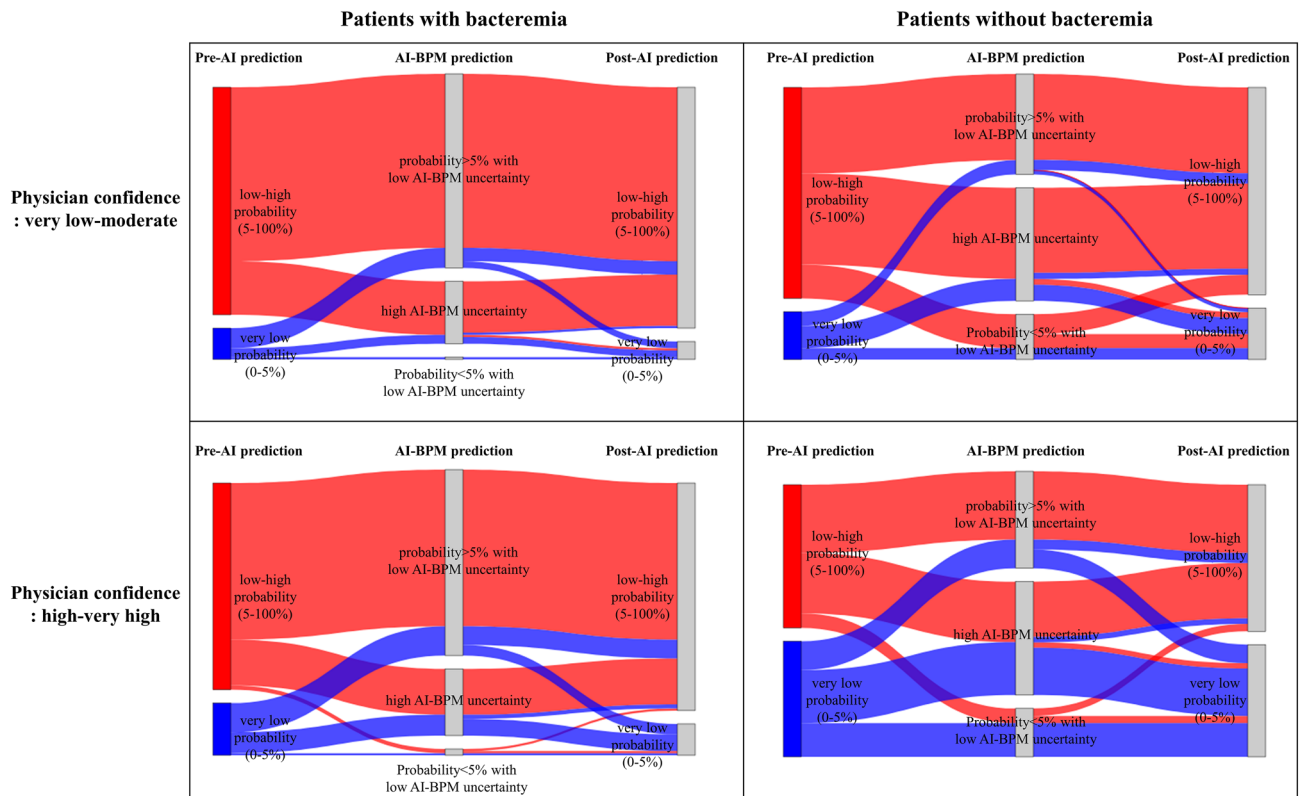 Patients with bacteremia
Patients without bacteremia
Physician confidence
: very low-moderate
Pre-AI prediction
AI-BPM prediction
Post-AI prediction
low-high
probability
(5-100%)
very low
probability
(0-5%)
probability>5% with
low AI-BPM uncertainty
high AI-BPM uncertainty
Probability<5% with
low AI-BPM uncertainty
low-high
probability
(5-100%)
very low
probability
(0-5%)
Pre-AI prediction
AI-BPM prediction
Post-AI prediction
low-high
probability
(5-100%)
very low
probability
(0-5%)
probability>5% with
low AI-BPM uncertainty
high AI-BPM uncertainty
Probability<5% with
low AI-BPM uncertainty
low-high
probability
(5-100%)
very low
probability
(0-5%)
Physician confidence
: high-very high
Pre-AI prediction
AI-BPM prediction
Post-AI prediction
low-high
probability
(5-100%)
very low
probability
(0-5%)
probability>5% with
low AI-BPM uncertainty
high AI-BPM uncertainty
Probability<5% with
low AI-BPM uncertainty
low-high
probability
(5-100%)
very low
probability
(0-5%)
Pre-AI prediction
AI-BPM prediction
Post-AI prediction
low-high
probability
(5-100%)
very low
probability
(0-5%)
probability>5% with
low AI-BPM uncertainty
high AI-BPM uncertainty
Probability<5% with
low AI-BPM uncertainty
low-high
probability
(5-100%)
very low
probability
(0-5%)